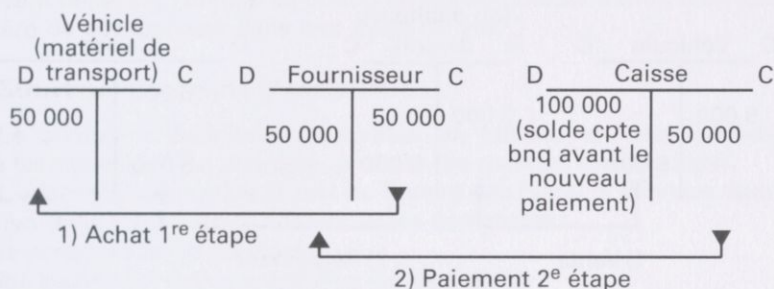 Véhicle
(matériel de
D transport) C
50 000
D Fournisseur C
50 000 50 000
D Caisse C
100 000
(solde cpte
bnq avant le
nouveau
paiement)
50 000
1) Achat 1re étape
2) Paiement 2e étape